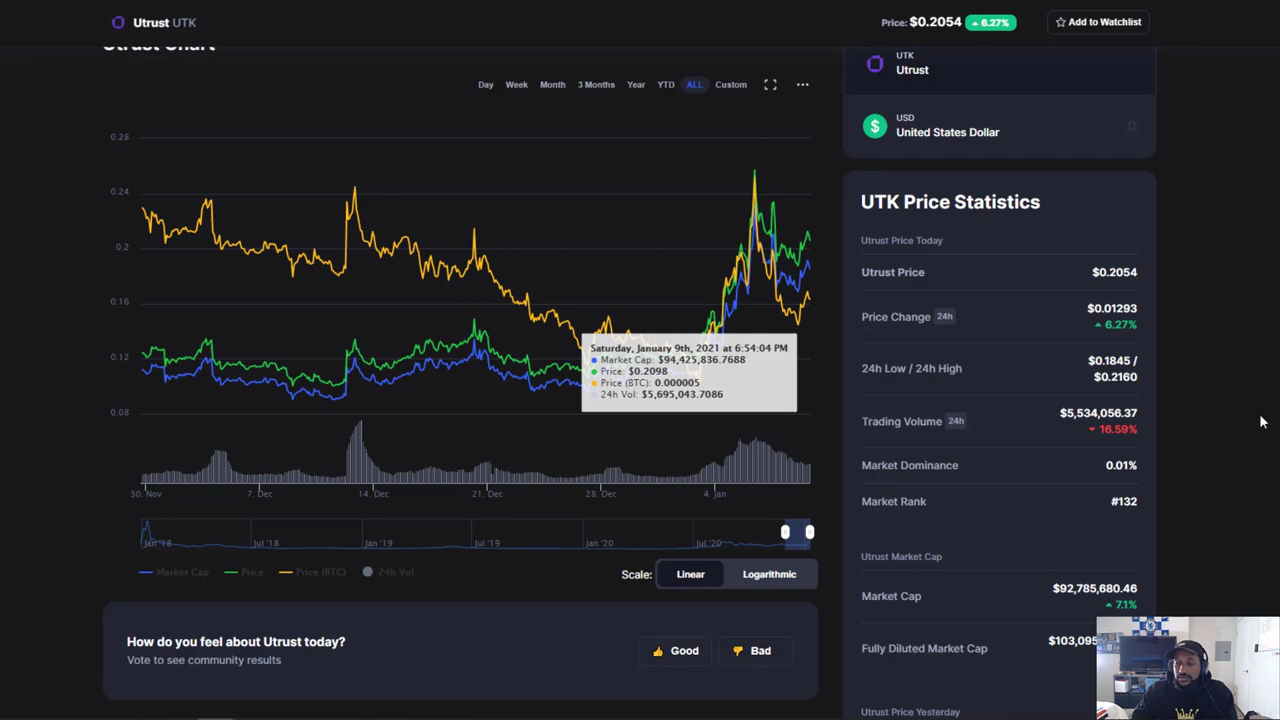 Utrust UTK
Price: $0.2054 6.27%
Add to Watchlist
Utrust Chart
Day Week Month 3 Months Year YTD ALL Custom
0.28
0.24
0.2
0.16
0.12
0.08
Saturday, January 9th, 2021 at 6:54:04 PM
Market Cap: $94,425,836.7688
Price: $0.2098
Price (BTC): 0.000005
24h Vol: $5,695,043.7086
30. Nov 7. Dec 14. Dec 21. Dec 28. Dec 4. Jan
Jan '18 Jul '18 Jan '19 Jul '19 Jan '20 Jul '20
Market Cap Price Price (BTC) 24h Vol
Scale: Linear Logarithmic
How do you feel about Utrust today?
Vote to see community results
Good Bad
UTK
Utrust
USD
United States Dollar
0
UTK Price Statistics
Utrust Price Today
Utrust Price $0.2054
Price Change 24h $0.01293
6.27%
24h Low / 24h High $0.1845 /
$0.2160
Trading Volume 24h $5,534,056.37
16.59%
Market Dominance 0.01%
Market Rank #132
Utrust Market Cap
Market Cap $92,785,680.46
7.1%
Fully Diluted Market Cap $103,095
Utrust Price Yesterday